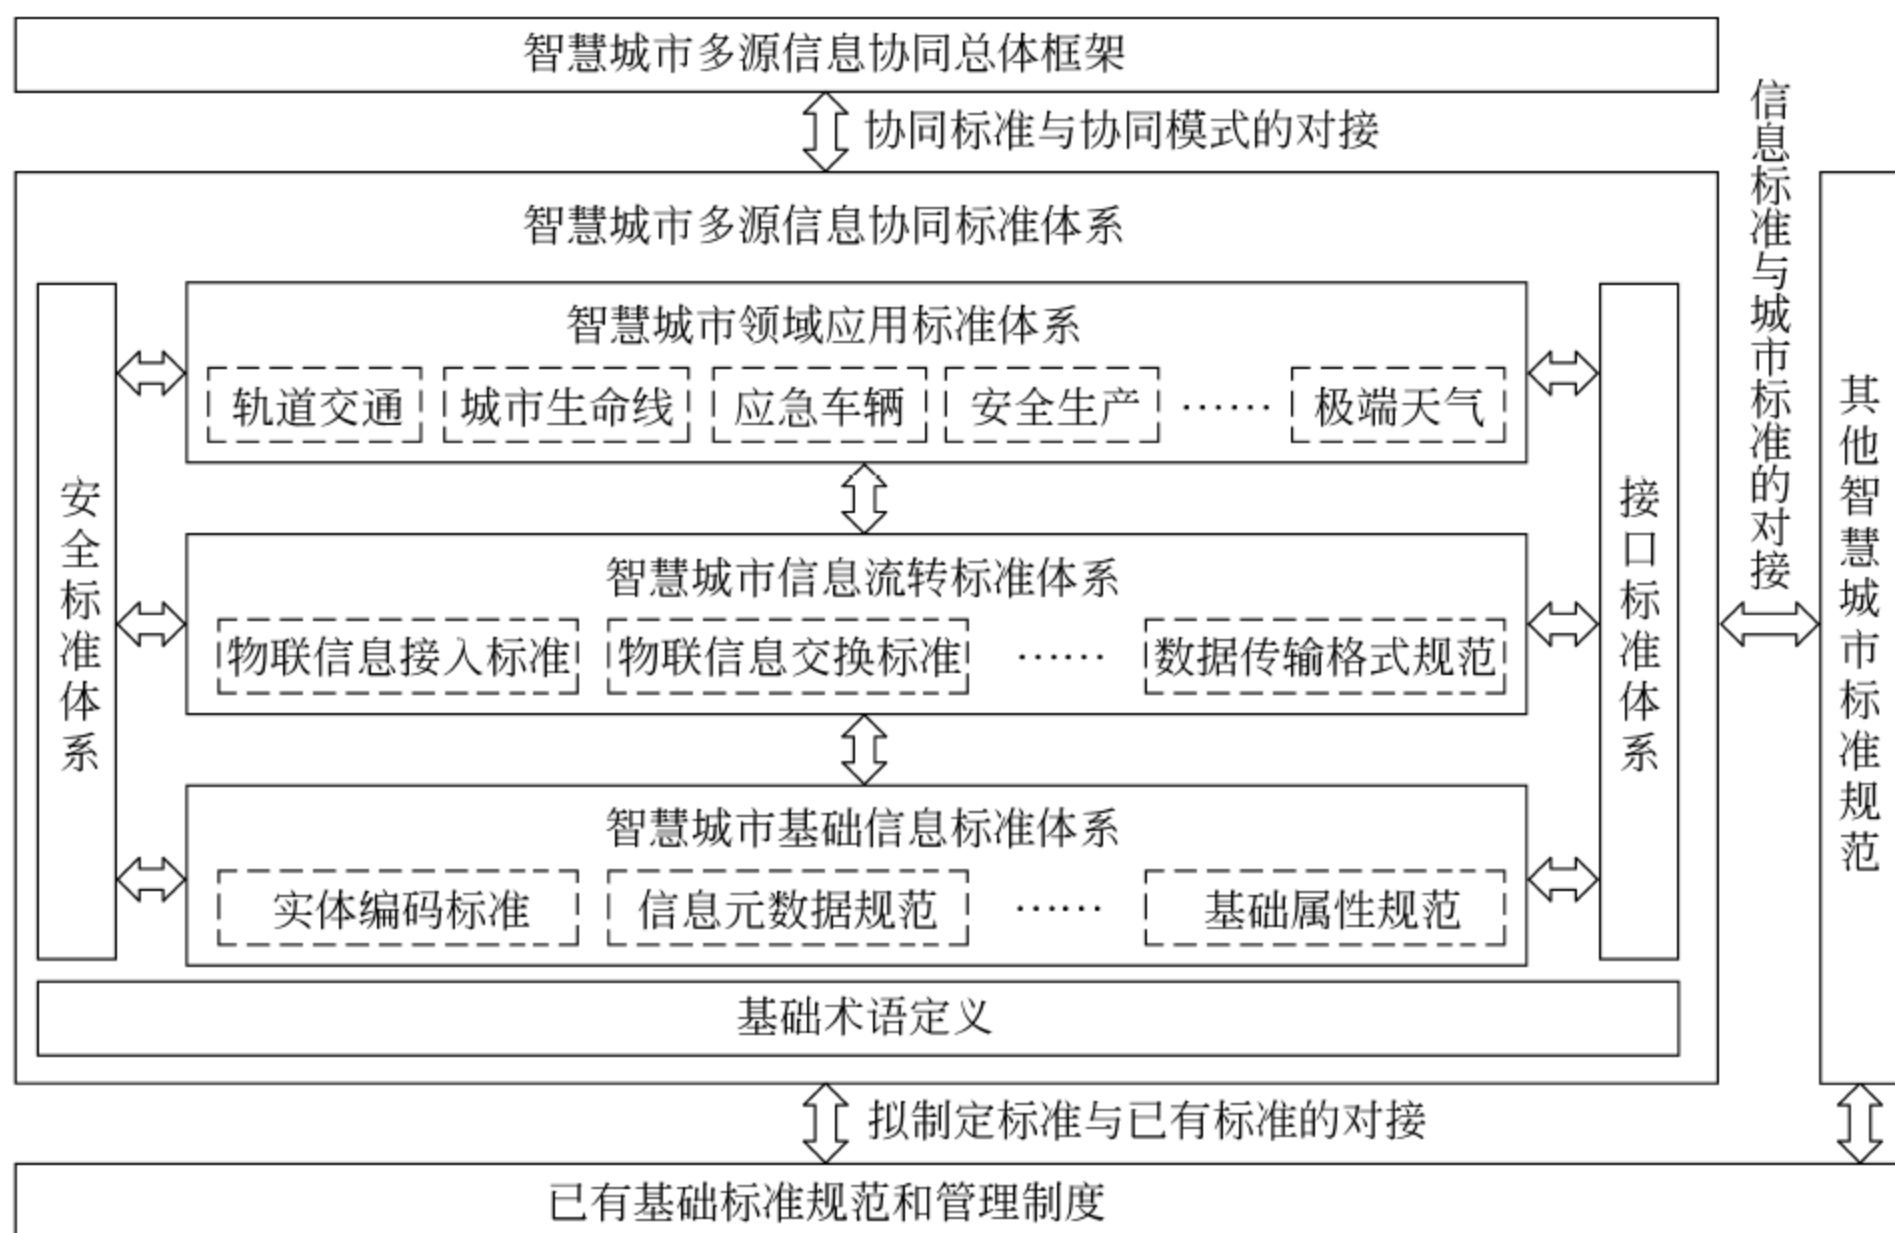 智慧城市多源信息协同总体框架
协同标准与协同模式的对接
智慧城市多源信息协同标准体系
安全标准体系
智慧城市领域应用标准体系
轨道交通 城市生命线 应急车辆 安全生产 …… 极端天气
智慧城市信息流转标准体系
物联信息接入标准 物联信息交换标准 …… 数据传输格式规范
智慧城市基础信息标准体系
实体编码标准 信息元数据规范 …… 基础属性规范
接口标准体系
基础术语定义
信息标准与城市标准的对接
其他智慧城市标准规范
拟制定标准与已有标准的对接
已有基础标准规范和管理制度